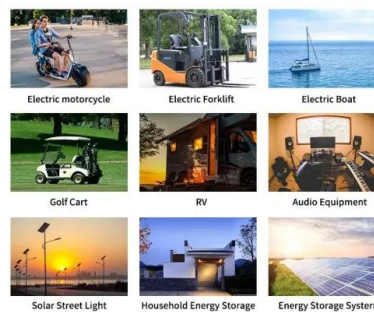 Electric motorcycle
Electric Forklift
Electric Boat
Golf Cart
RV
Audio Equipment
Solar Street Light
Household Energy Storage
Energy Storage System